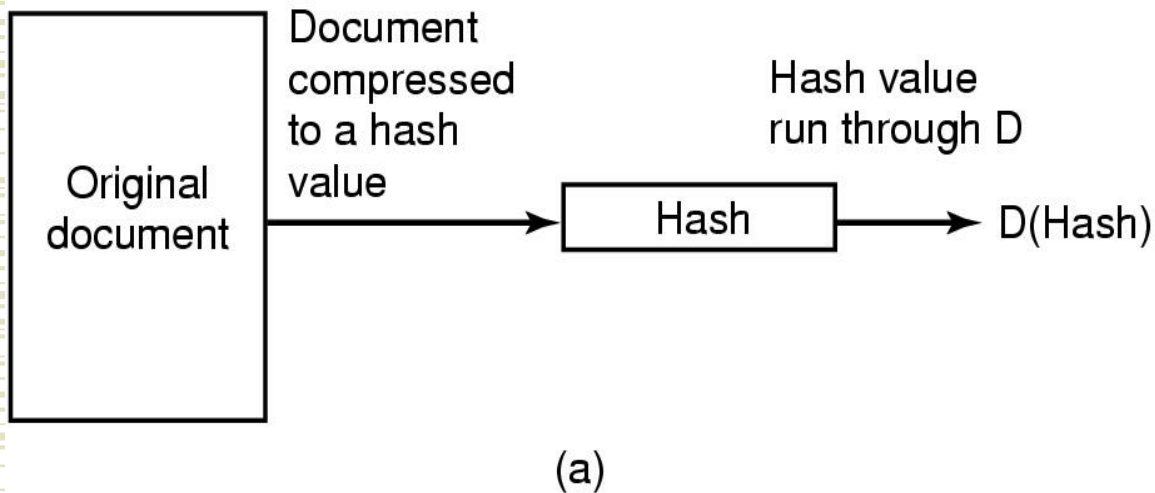 Original
document
Document
compressed
to a hash
value
Hash
Hash value
run through D
D(Hash)
(a)